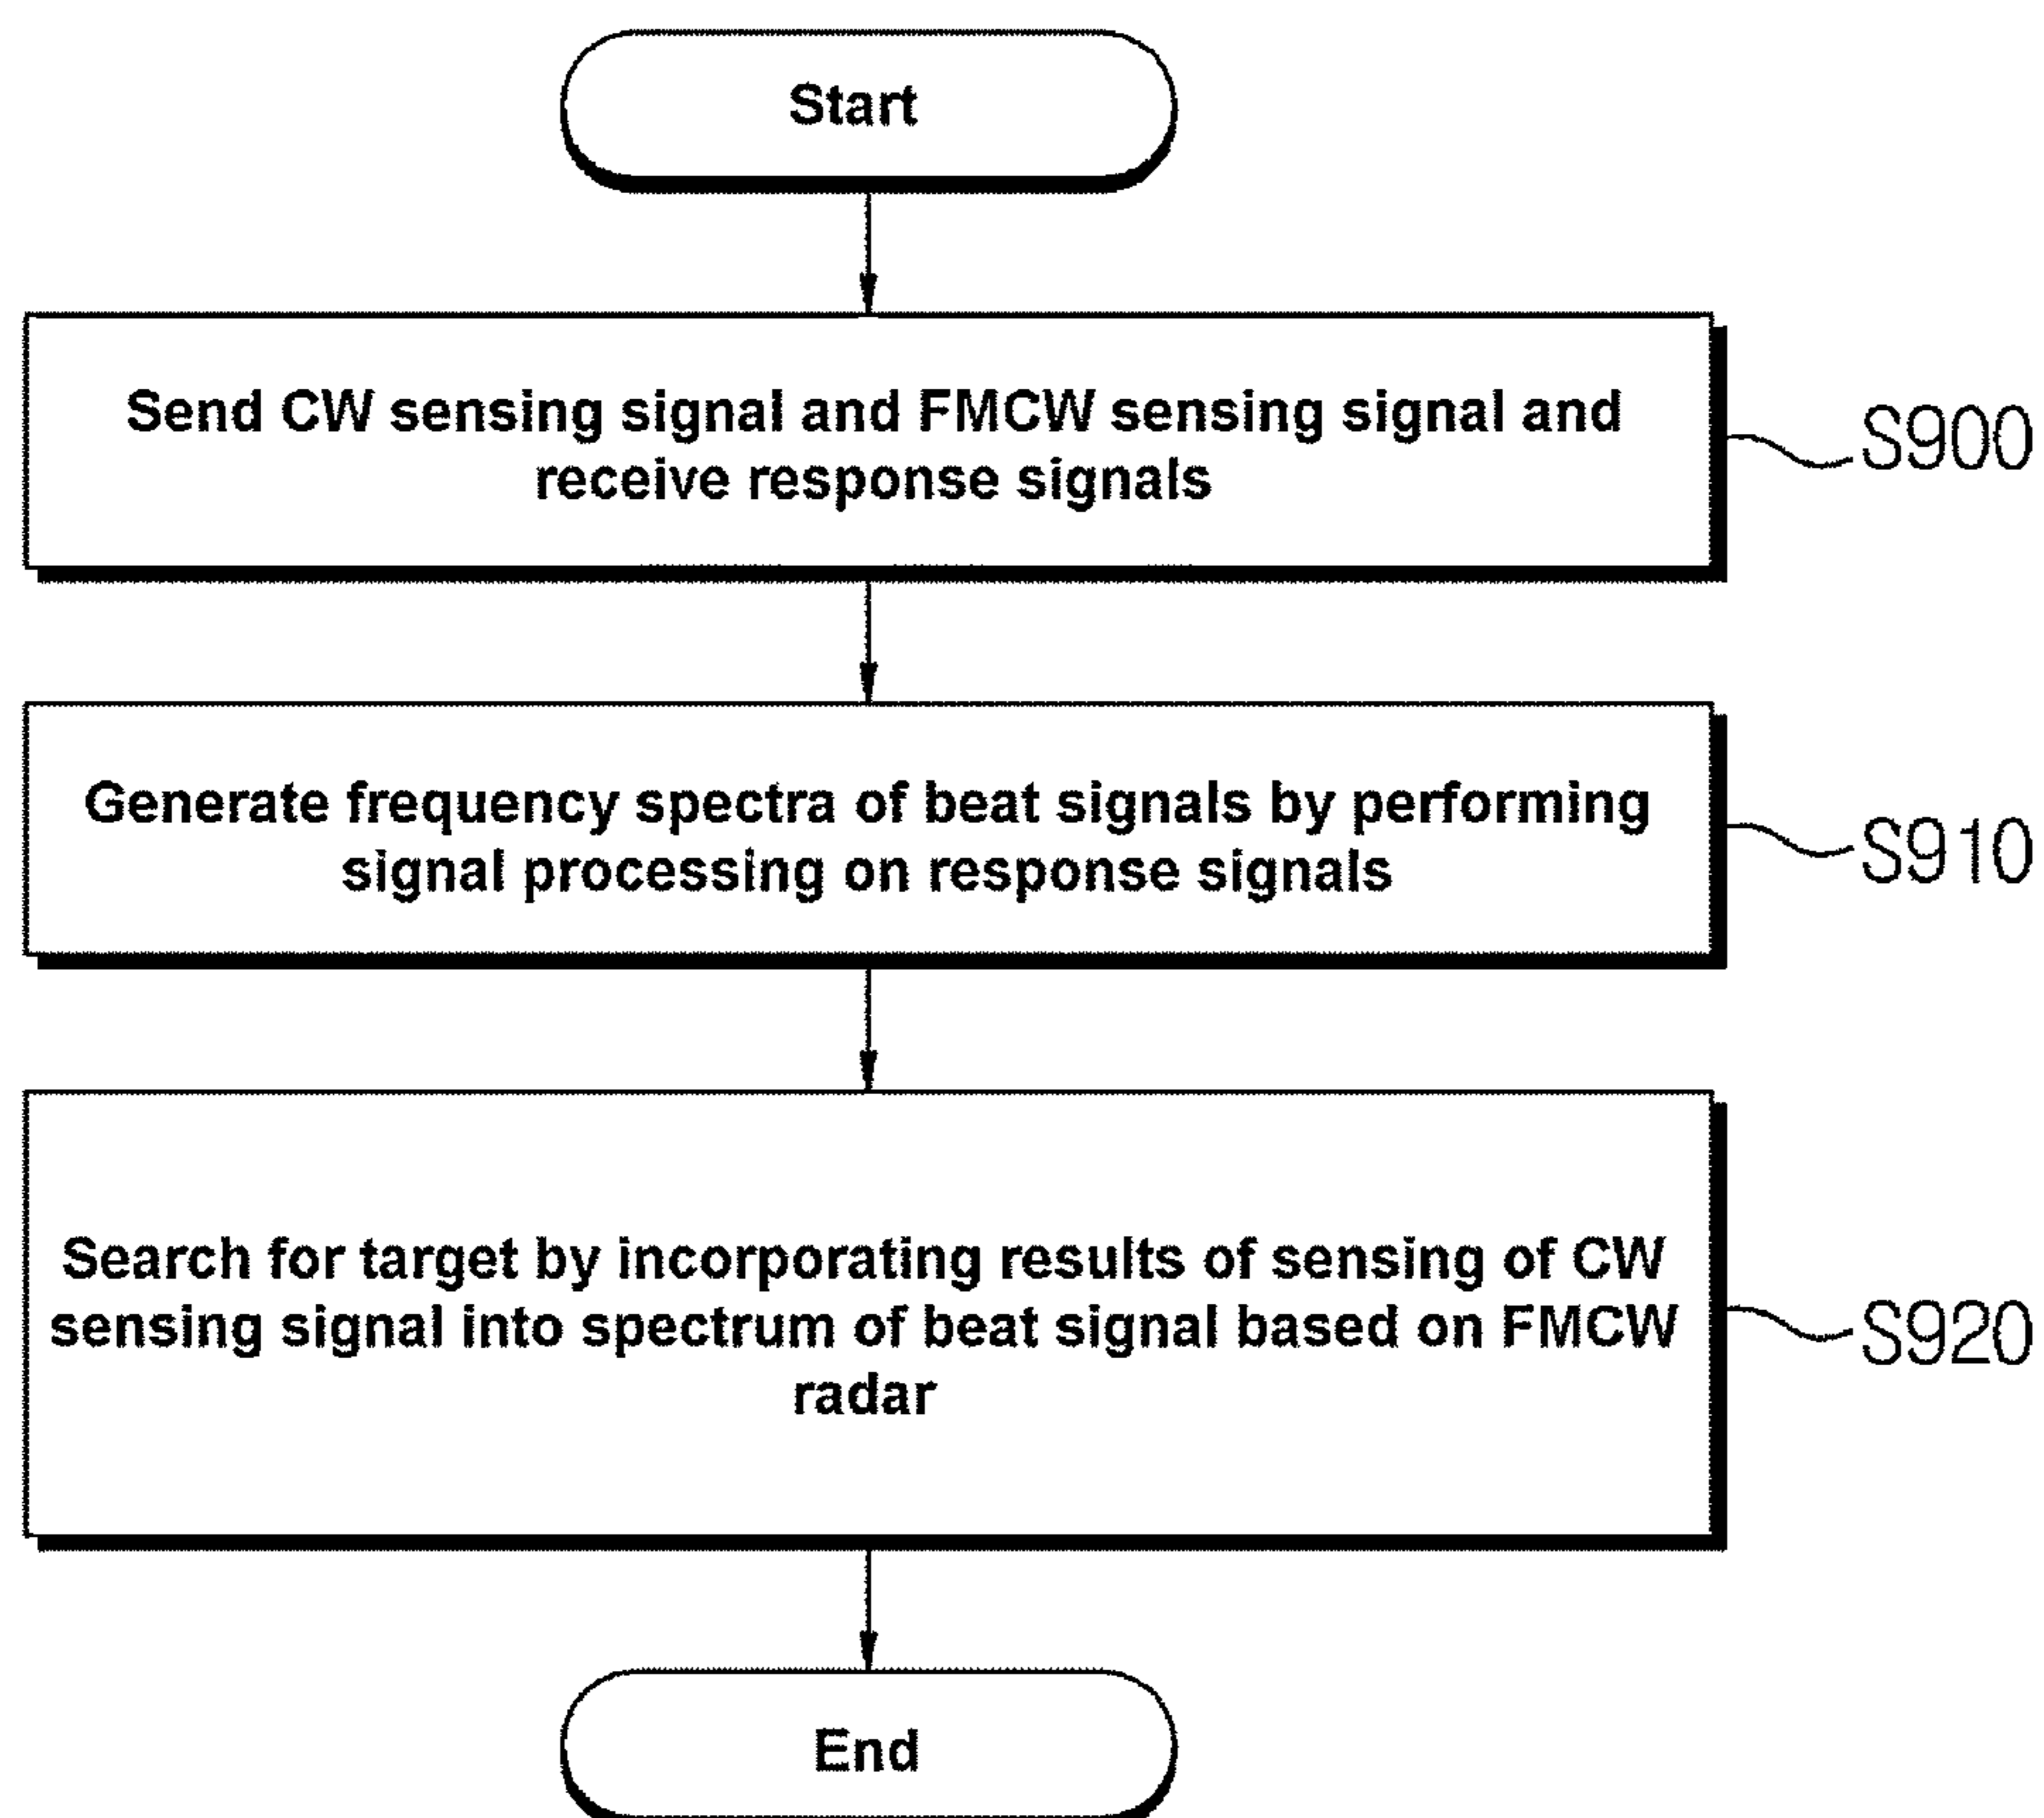 Start
Send CW sensing signal and FMCW sensing signal and
receive response signals
S900
Generate frequency spectra of beat signals by performing
signal processing on response signals
S910
Search for target by incorporating results of sensing of CW
sensing signal into spectrum of beat signal based on FMCW
radar
S920
End